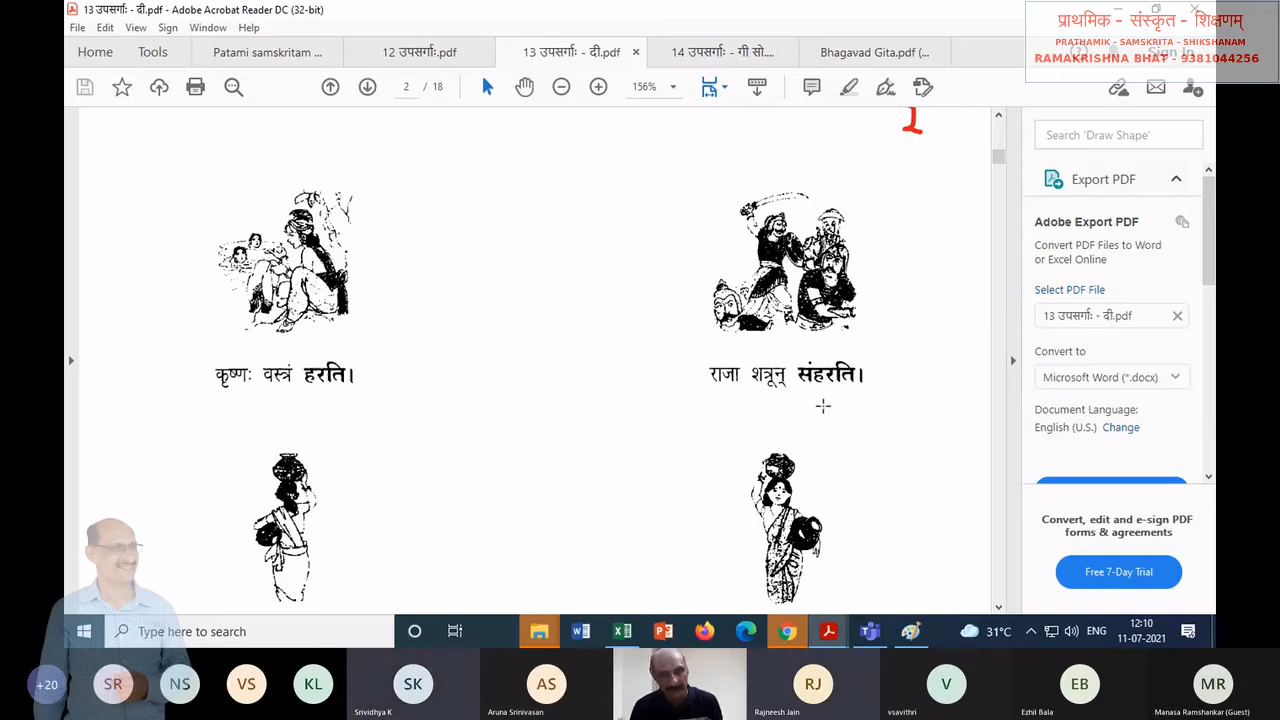 13 उपसर्गाः - दी.pdf - Adobe Acrobat Reader DC (32-bit)
प्राथमिक - संस्कृत - शिक्षणम्
PRATHAMIK - SAMSKRITA - SHIKSHANAM
RAMAKRISHNA BHAT - 9381044256
File Edit View Sign Window Help
Home Tools Patami samskritam ... 12 उपसर्गाः.pdf 13 उपसर्गाः - दी.pdf × 14 उपसर्गाः - गी सो.... Bhagavad Gita.pdf (... Sign In
2 / 18 156%
1
Search 'Draw Shape'
Export PDF
Adobe Export PDF
Convert PDF Files to Word
or Excel Online
Select PDF File
13 उपसर्गाः - दी.pdf
Convert to
Microsoft Word (*.docx)
Document Language:
English (U.S.) Change
कृष्णः वस्त्रं हरति।
राजा शत्रून् संहरति।
Convert, edit and e-sign PDF
forms & agreements
Free 7-Day Trial
Type here to search
31°C ENG 12:10
11-07-2021
+20 SR NS VS KL SK AS RJ V EB MR
Srividhya K Aruna Srinivasan Rajneesh Jain vsavithri Ezhil Bala Manasa Ramshankar (Guest)